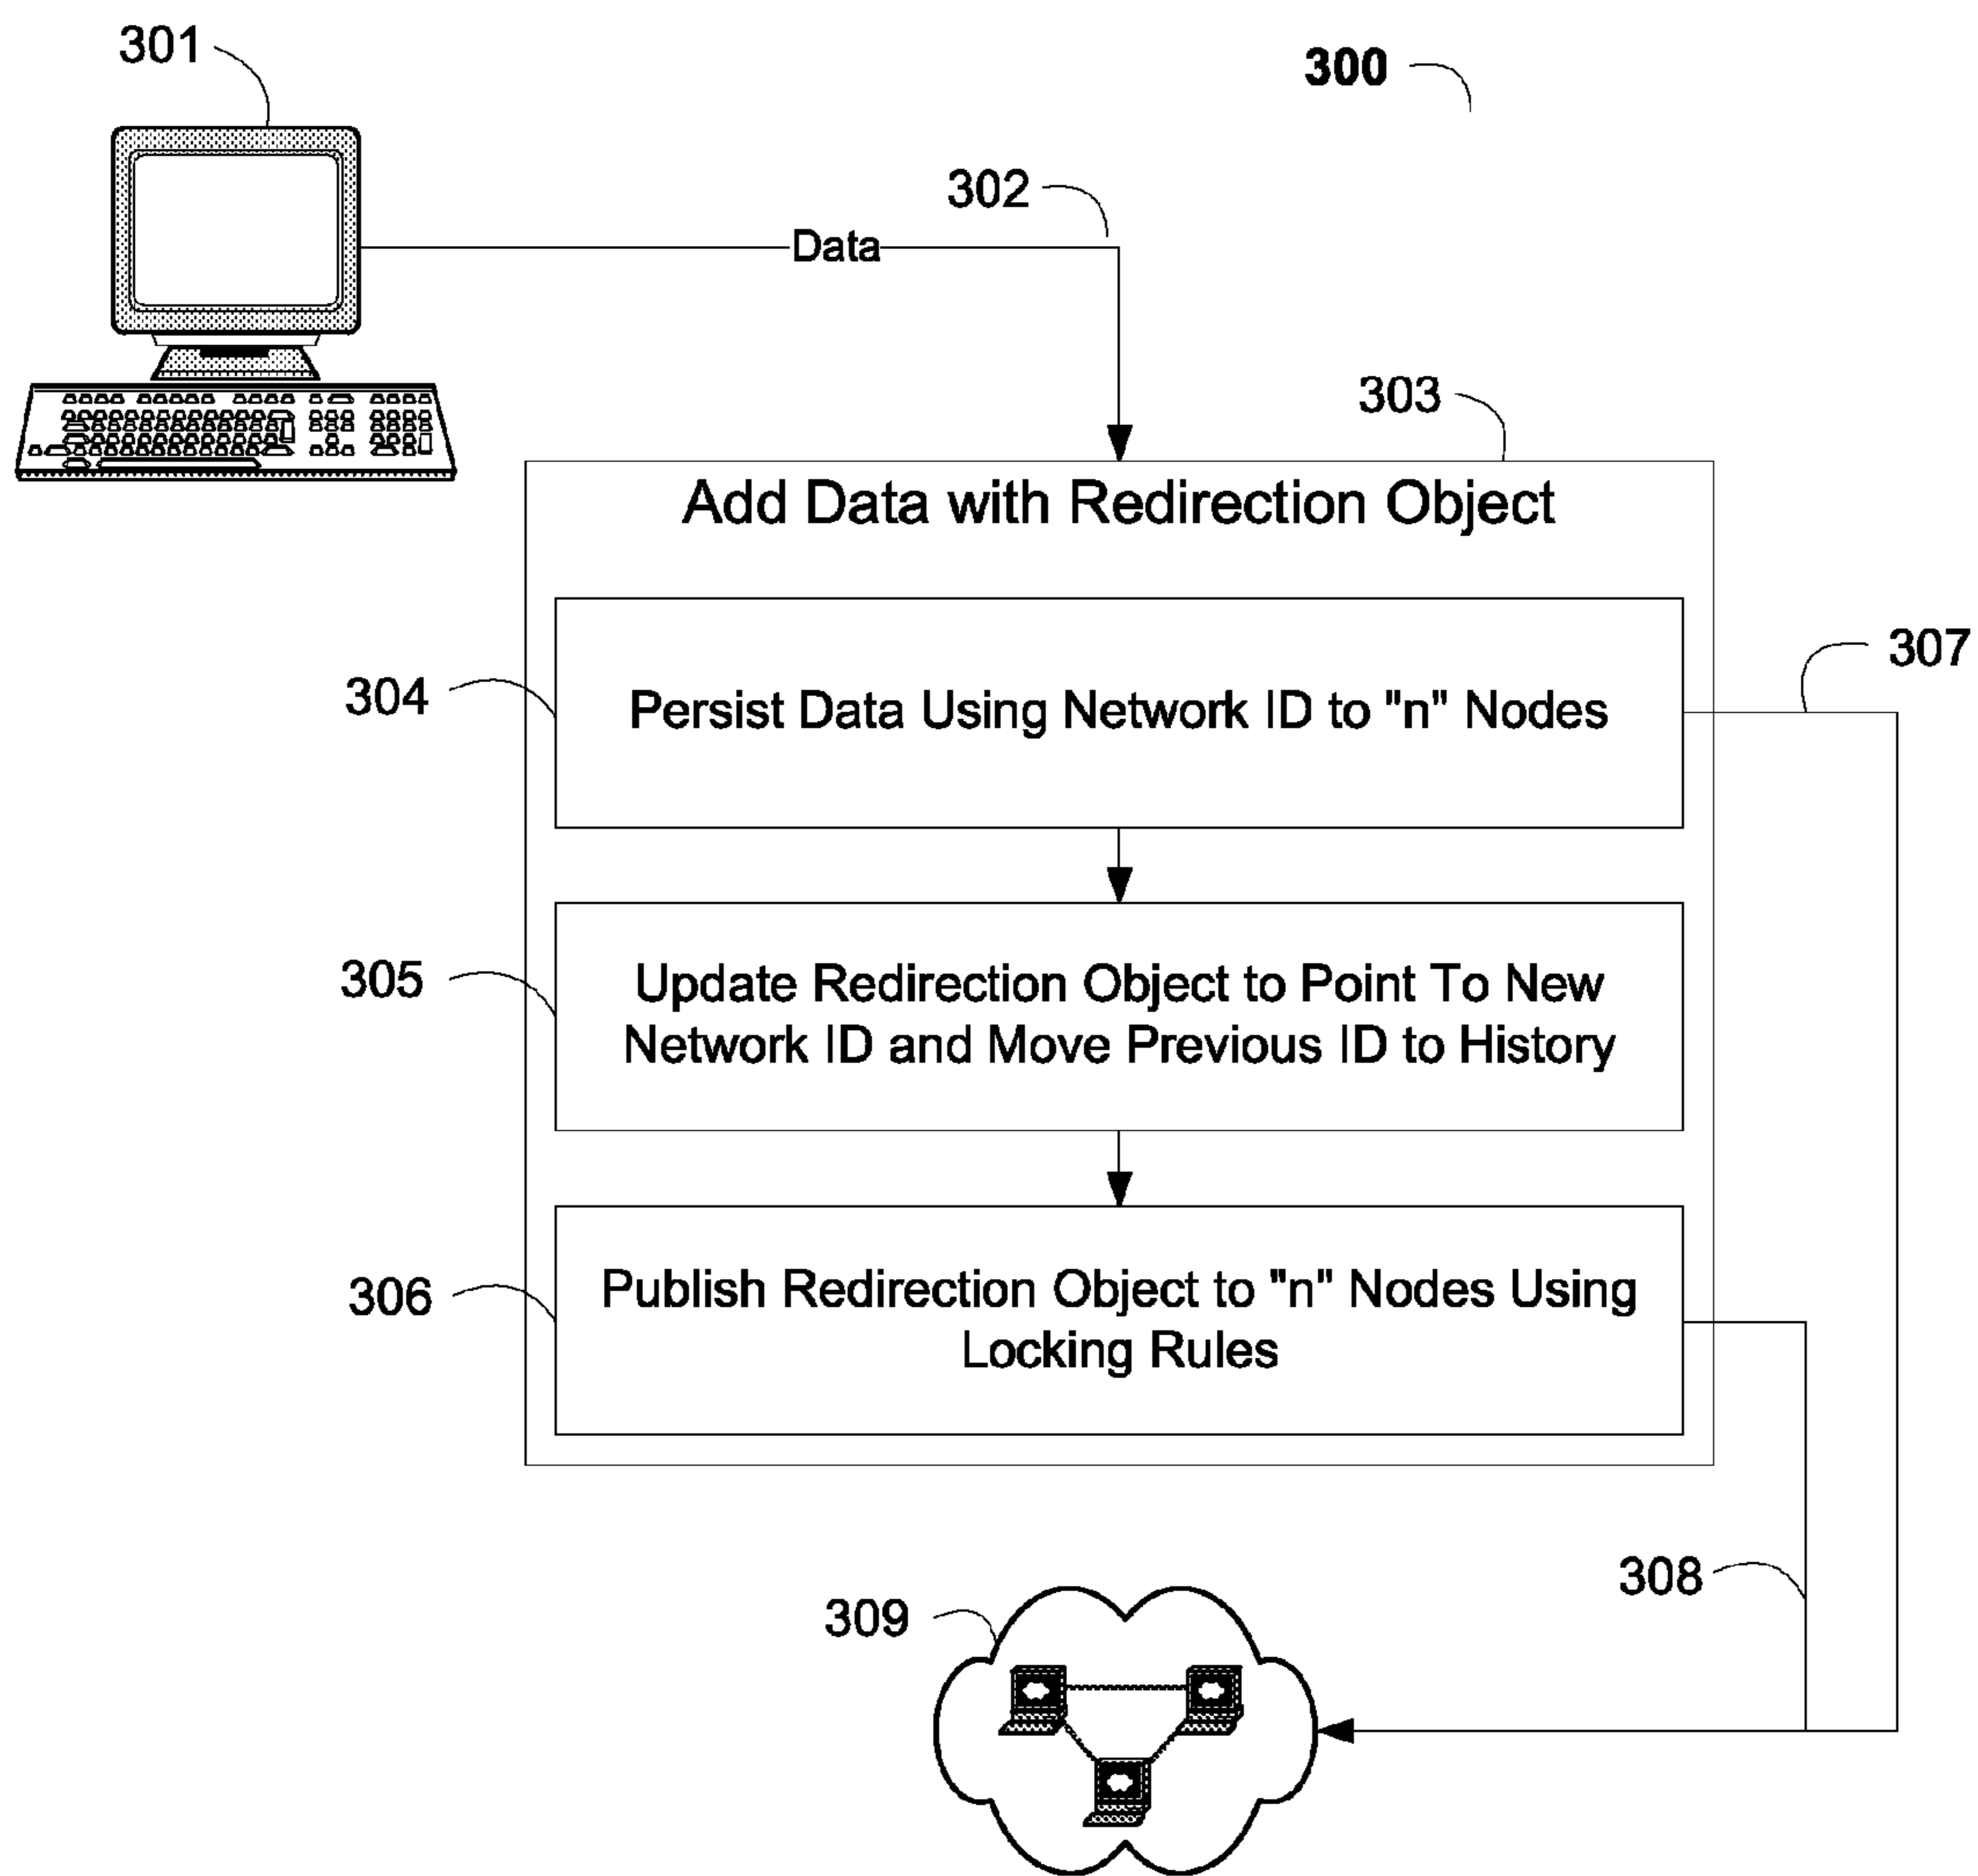 301
300
302
Data
303
Add Data with Redirection Object
307
304
Persist Data Using Network ID to "n" Nodes
305
Update Redirection Object to Point To New
Network ID and Move Previous ID to History
306
Publish Redirection Object to "n" Nodes Using
Locking Rules
308
309